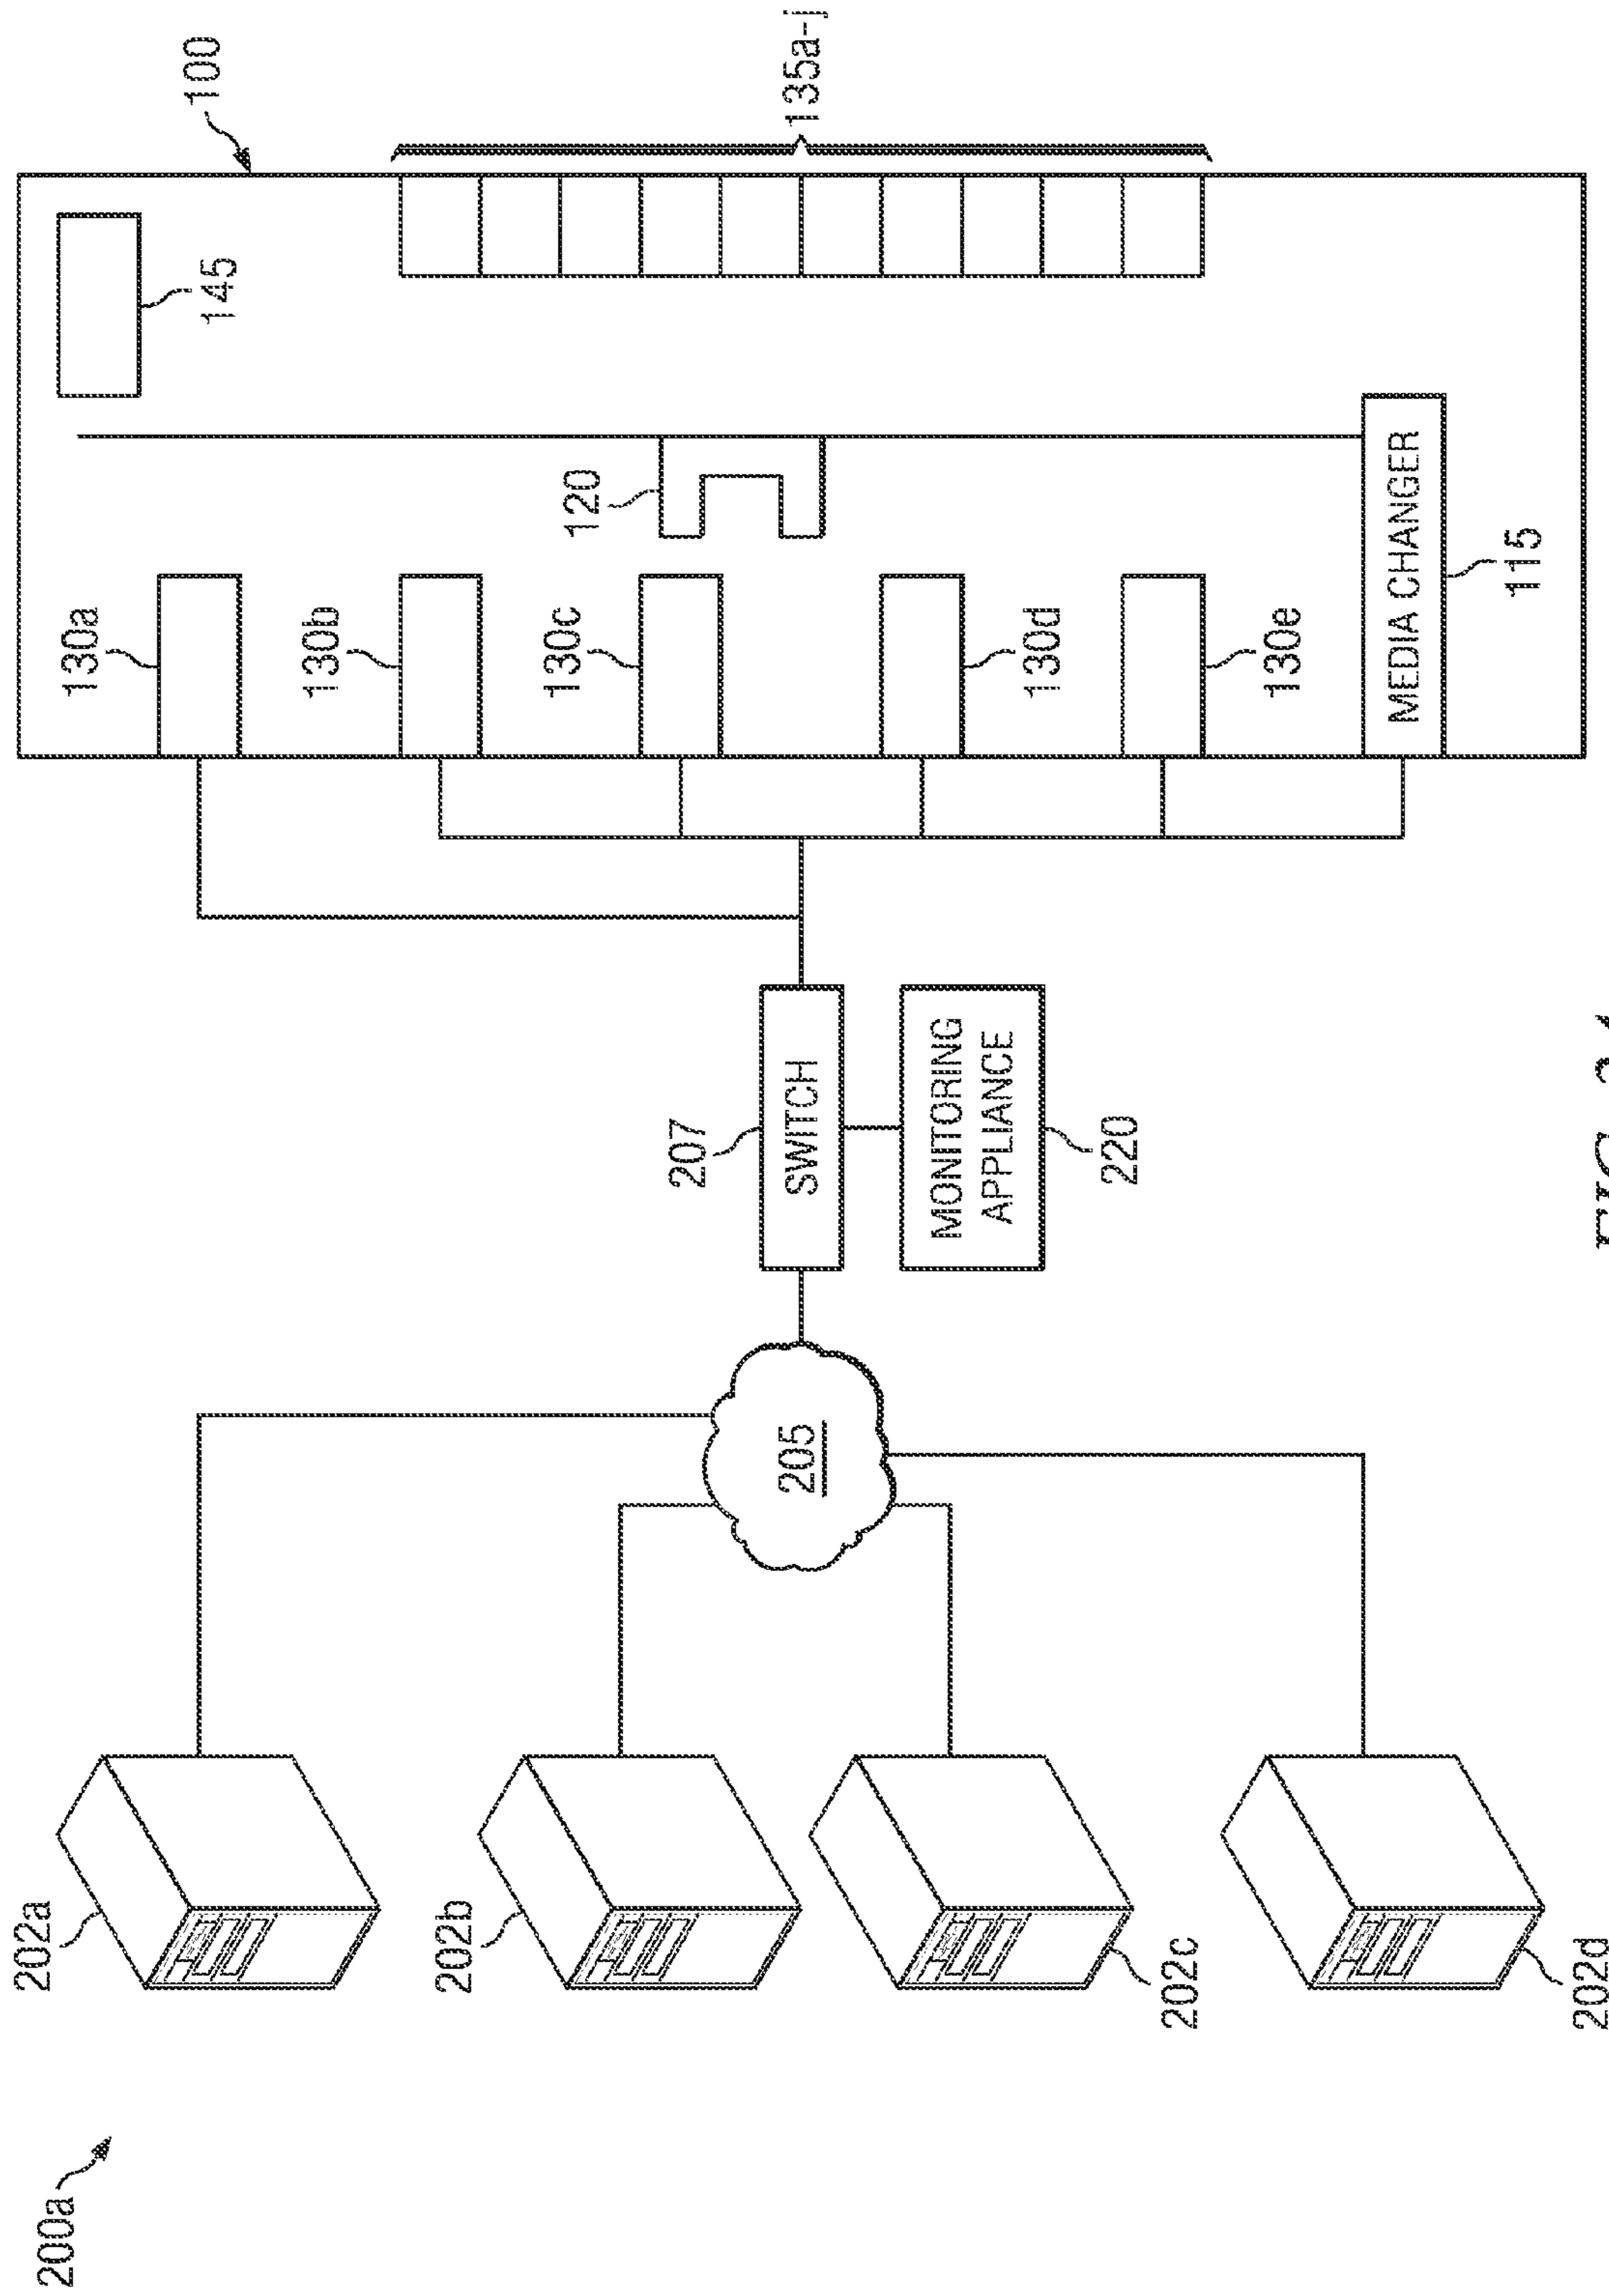 200a
202a
202b
202c
202d
205
207
SWITCH
MONITORING
APPLIANCE
220
130a
130b
130c
130d
130e
120
145
100
135a-j
MEDIA CHANGER
115